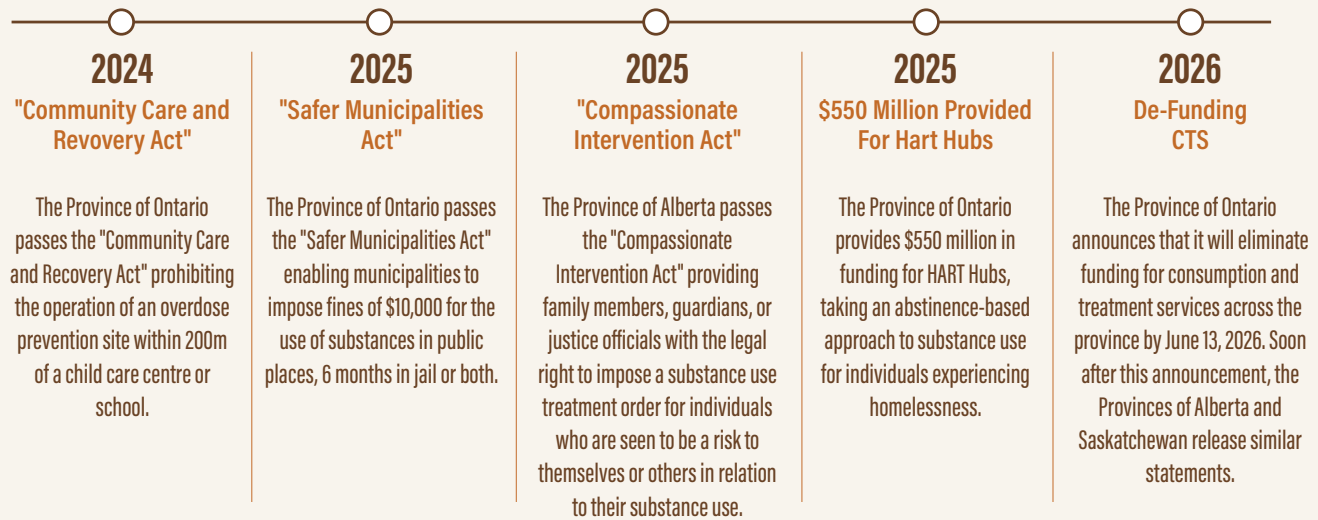 2024
"Community Care and
Revovery Act"
The Province of Ontario
passes the "Community Care
and Recovery Act" prohibiting
the operation of an overdose
prevention site within 200m
of a child care centre or
school.
2025
"Safer Municipalities
Act"
The Province of Ontario passes
the "Safer Municipalities Act"
enabling municipalities to
impose fines of $10,000 for the
use of substances in public
places, 6 months in jail or both.
2025
"Compassionate
Intervention Act"
The Province of Alberta passes
the "Compassionate
Intervention Act" providing
family members, guardians, or
justice officials with the legal
right to impose a substance use
treatment order for individuals
who are seen to be a risk to
themselves or others in relation
to their substance use.
2025
$550 Million Provided
For Hart Hubs
The Province of Ontario
provides $550 million in
funding for HART Hubs,
taking an abstinence-based
approach to substance use
for individuals experiencing
homelessness.
2026
De-Funding
CTS
The Province of Ontario
announces that it will eliminate
funding for consumption and
treatment services across the
province by June 13, 2026. Soon
after this announcement, the
Provinces of Alberta and
Saskatchewan release similar
statements.